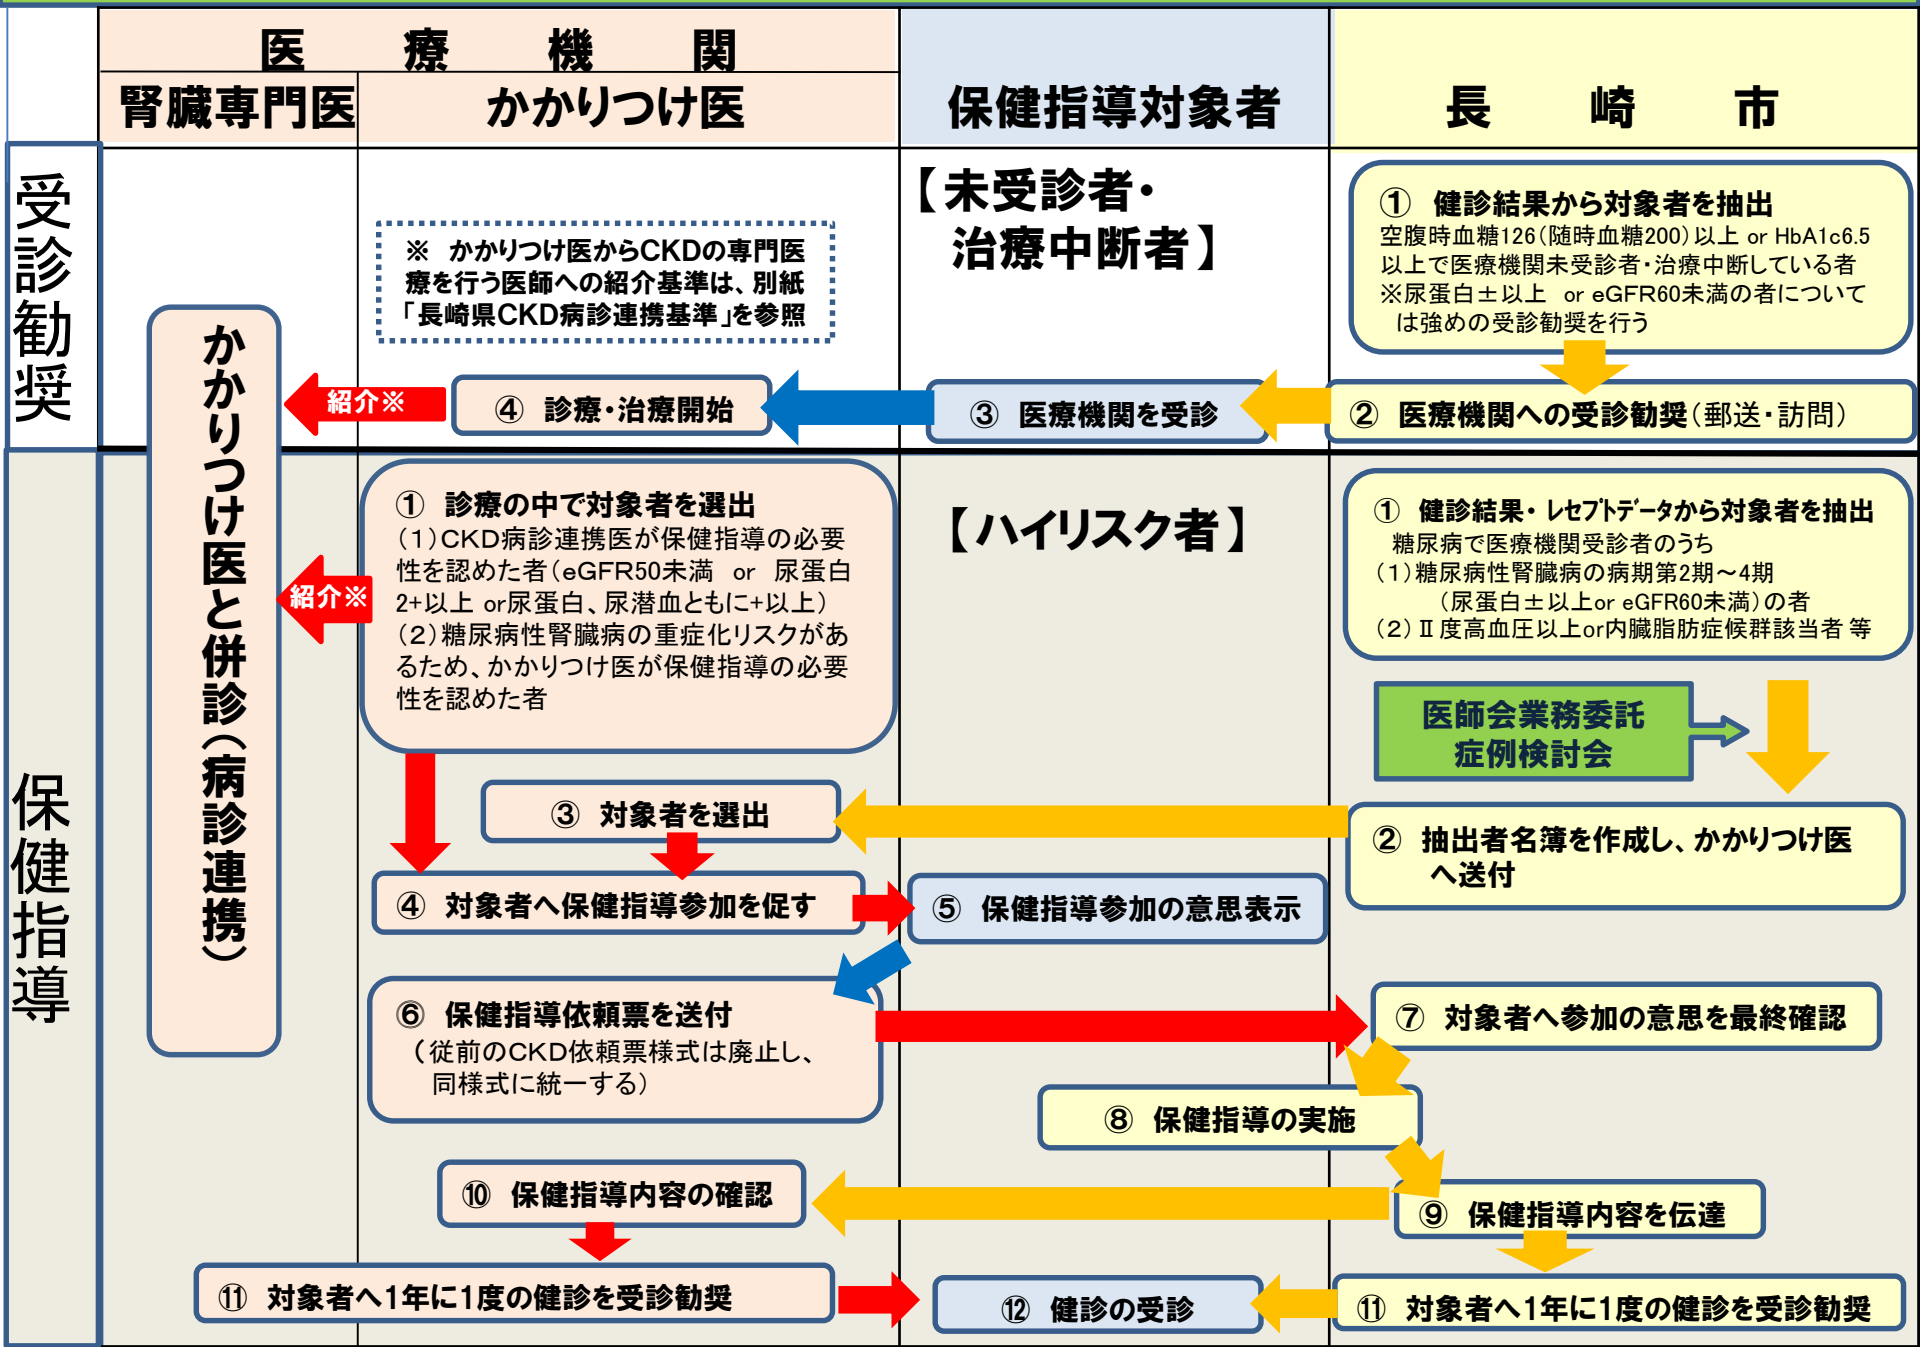 医療機関
腎臓専門医
かかりつけ医
保健指導対象者
長崎市
受診勧奨
【未受診者・
治療中断者】
① 健診結果から対象者を抽出
空腹時血糖126(随時血糖200)以上 or HbA1c6.5
以上で医療機関未受診者・治療中断している者
※尿蛋白±以上 or eGFR60未満の者について
は強めの受診勧奨を行う
※ かかりつけ医からCKDの専門医
療を行う医師への紹介基準は、別紙
「長崎県CKD病診連携基準」を参照
② 医療機関への受診勧奨(郵送・訪問)
③ 医療機関を受診
④ 診療・治療開始
紹介※
かかりつけ医と併診(病診連携)
保健指導
【ハイリスク者】
① 診療の中で対象者を選出
(1)CKD病診連携医が保健指導の必要
性を認めた者(eGFR50未満 or 尿蛋白
2+以上 or尿蛋白、尿潜血ともに+以上)
(2)糖尿病性腎臓病の重症化リスクがあ
るため、かかりつけ医が保健指導の必要
性を認めた者
紹介※
① 健診結果・ﾚｾﾌﾟﾄﾃﾞｰﾀから対象者を抽出
糖尿病で医療機関受診者のうち
(1)糖尿病性腎臓病の病期第2期～4期
(尿蛋白±以上or eGFR60未満)の者
(2)Ⅱ度高血圧以上or内臓脂肪症候群該当者 等
医師会業務委託
症例検討会
② 抽出者名簿を作成し、かかりつけ医
へ送付
③ 対象者を選出
④ 対象者へ保健指導参加を促す
⑤ 保健指導参加の意思表示
⑥ 保健指導依頼票を送付
(従前のCKD依頼票様式は廃止し、
同様式に統一する)
⑦ 対象者へ参加の意思を最終確認
⑧ 保健指導の実施
⑨ 保健指導内容を伝達
⑩ 保健指導内容の確認
⑪ 対象者へ1年に1度の健診を受診勧奨
⑫ 健診の受診
⑪ 対象者へ1年に1度の健診を受診勧奨